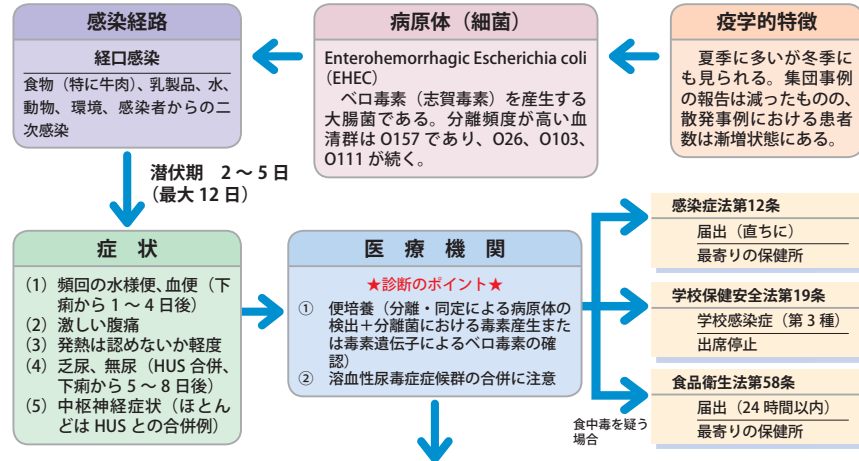 感染経路
経口感染
食物（特に牛肉）、乳製品、水、
動物、環境、感染者からの二
次感染
病原体（細菌）
Enterohemorrhagic Escherichia coli
(EHEC)
ベロ毒素（志賀毒素）を産生する
大腸菌である。分離頻度が高い血
清群は O157 であり、O26、O103、
O111 が続く。
疫学的特徴
夏季に多いが冬季に
も見られる。集団事例
の報告は減ったものの、
散発事例における患者
数は漸増状態にある。
潜伏期　2 ～ 5 日
（最大 12 日）
症　状
（1）頻回の水様便、血便（下
痢から 1 ～ 4 日後）
（2）激しい腹痛
（3）発熱は認めないか軽度
（4）乏尿、無尿（HUS 合併、
下痢から 5 ～ 8 日後）
（5）中枢神経症状（ほとん
どは HUS との合併例）
医　療　機　関
★診断のポイント★
①　便培養（分離・同定による病原体の
検出＋分離菌における毒素産生また
は毒素遺伝子によるベロ毒素の確
認）
②　溶血性尿毒症症候群の合併に注意
感染症法第12条
届出（直ちに）
最寄りの保健所
学校保健安全法第19条
学校感染症（第 3 種）
出席停止
食品衛生法第58条
届出（24 時間以内）
最寄りの保健所
食中毒を疑う
場合